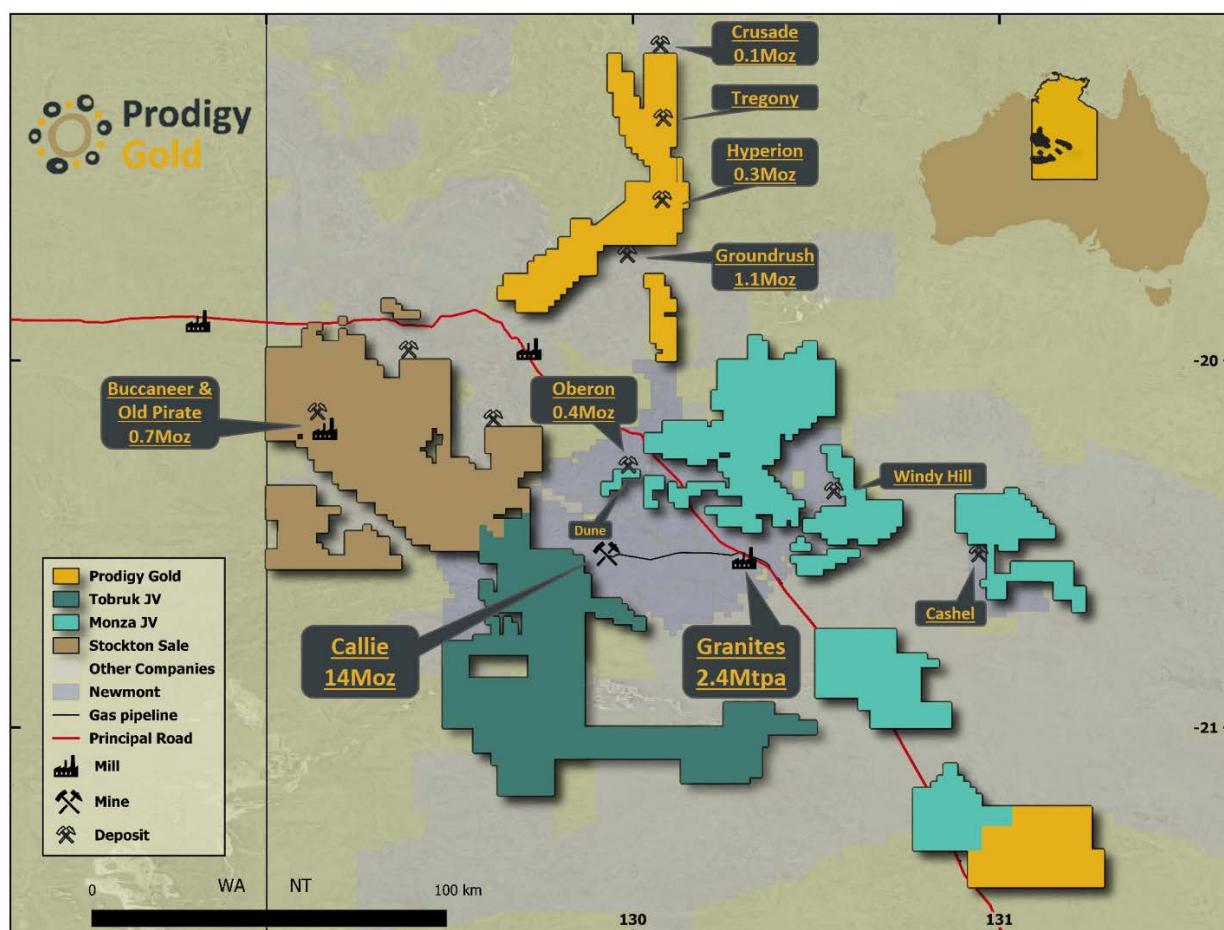 Prodigy
Gold
Crusade
0.1Moz
Tregony
Hyperion
0.3Moz
Groundrush
1.1Moz
-20
Buccaneer &
Old Pirate
0.7Moz
Oberon
0.4Moz
Windy Hill
Dune
Cashel
Callie
14Moz
Granites
2.4Mtpa
-21
Prodigy Gold
Tobruk JV
Monza JV
Stockton Sale
Other Companies
Newmont
Gas pipeline
Principal Road
Mill
Mine
Deposit
0
WA
NT
100 km
130
131